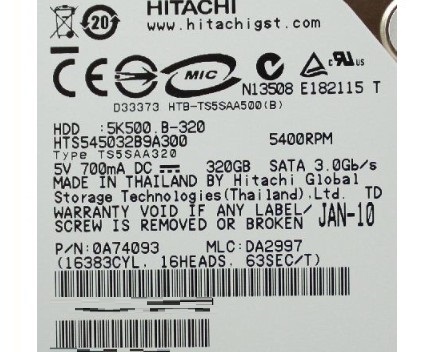 HITACHI
www.hitachigst.com
20
CE MIC c UL US
N13508 E182115 T
D33373 HTB-TS5SAA500(B)
HDD :5K500.B-320
HTS545032B9A300 5400RPM
Type TS5SAA320
5V 700mA DC 320GB SATA 3.0Gb/s
MADE IN THAILAND BY Hitachi Global
Storage Technologies(Thailand).Ltd. TD
WARRANTY VOID IF ANY LABEL/
SCREW IS REMOVED OR BROKEN JAN-10
P/N:0A74093 MLC:DA2997
(16383CYL. 16HEADS. 63SEC/T)